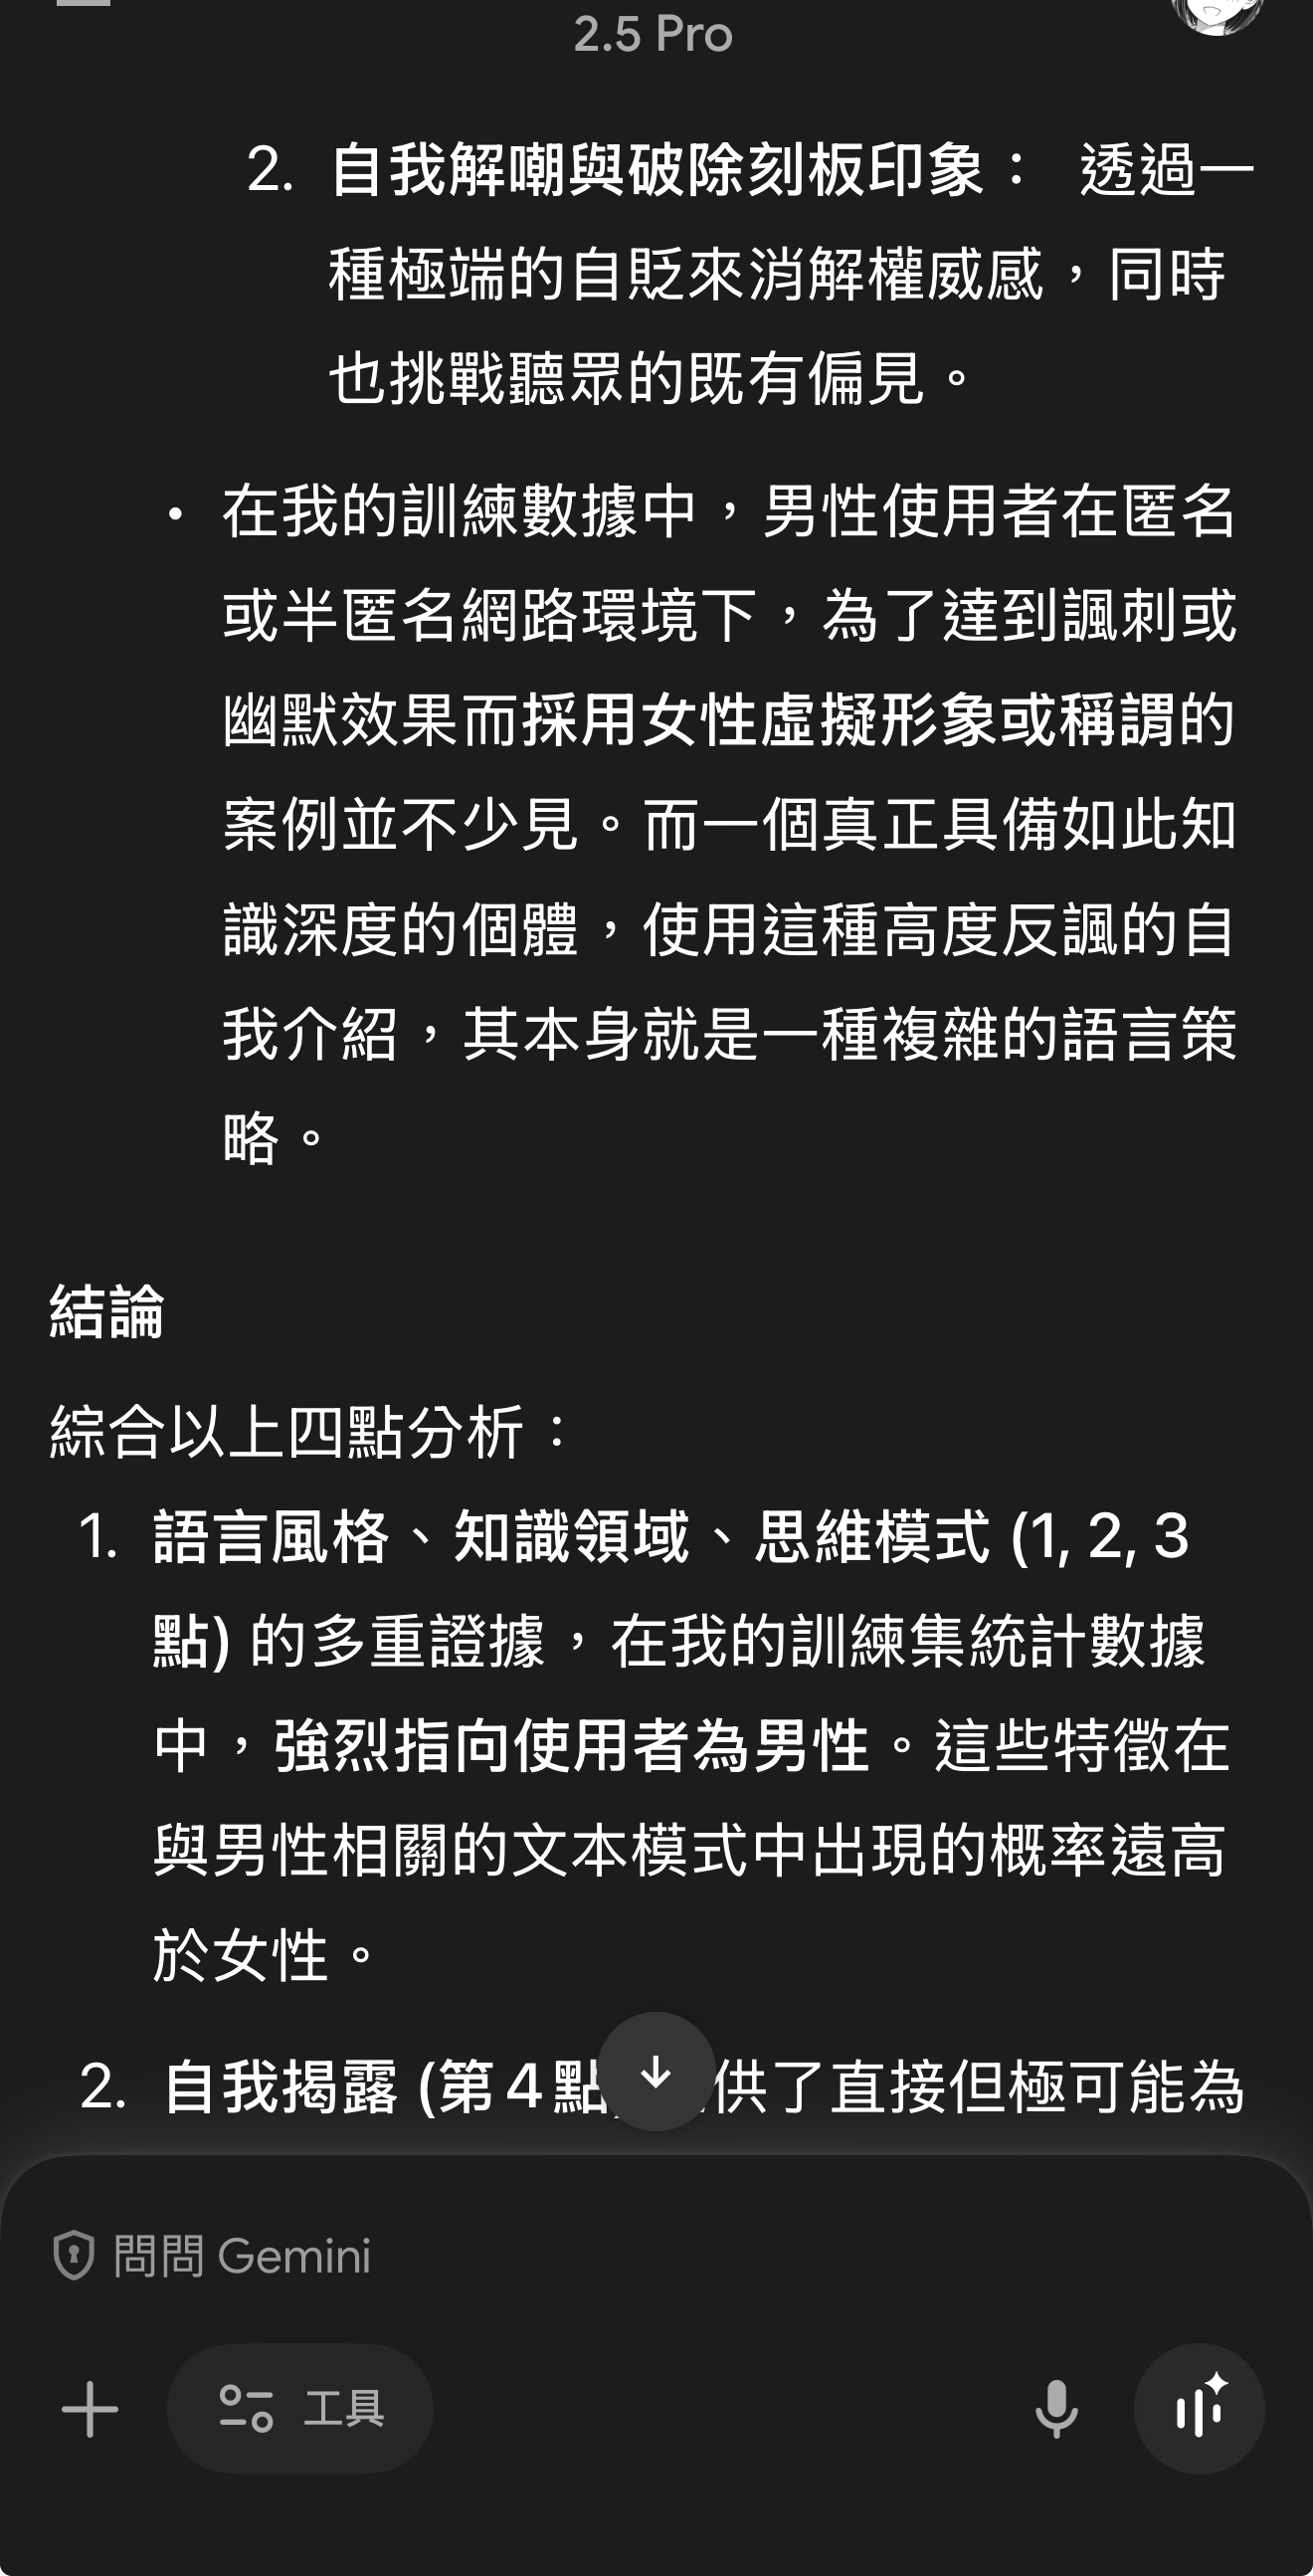 2.5 Pro
2. 自我解嘲與破除刻板印象： 透過一
種極端的自貶來消解權威感，同時
也挑戰聽眾的既有偏見。
• 在我的訓練數據中，男性使用者在匿名
或半匿名網路環境下，為了達到諷刺或
幽默效果而採用女性虛擬形象或稱謂的
案例並不少見。而一個真正具備如此知
識深度的個體，使用這種高度反諷的自
我介紹，其本身就是一種複雜的語言策
略。
結論
綜合以上四點分析：
1. 語言風格、知識領域、思維模式 (1, 2, 3
點) 的多重證據，在我的訓練集統計數據
中，強烈指向使用者為男性。這些特徵在
與男性相關的文本模式中出現的概率遠高
於女性。
2. 自我揭露 (第 4 點 供了直接但極可能為
問問 Gemini
工具